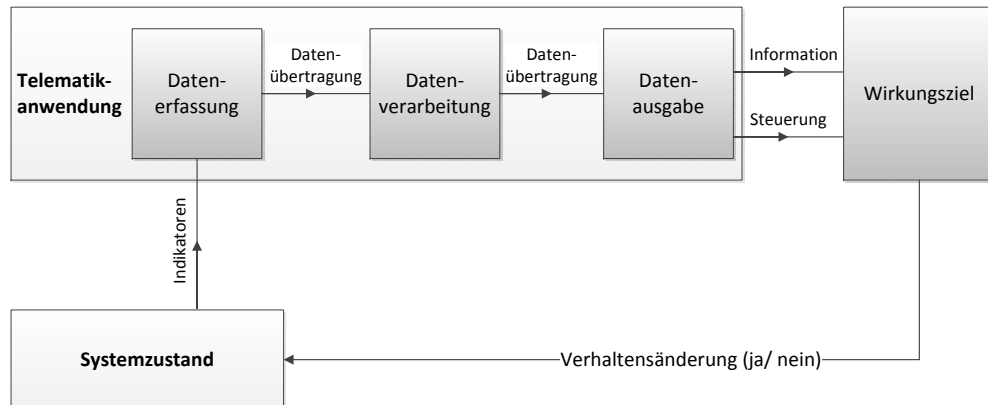 Telematik-
anwendung
Daten-
erfassung
Daten-
übertragung
Daten-
verarbeitung
Daten-
übertragung
Daten-
ausgabe
Information
Steuerung
Wirkungsziel
Indikatoren
Systemzustand
Verhaltensänderung (ja/ nein)